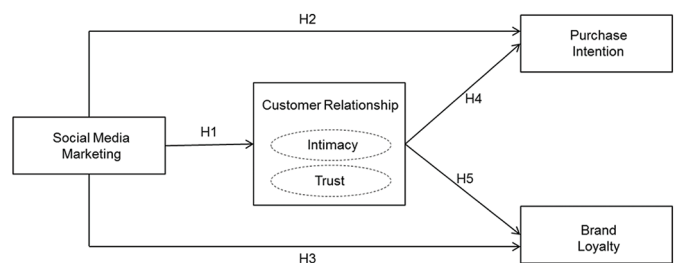 H2
Purchase
Intention
Customer Relationship
H4
H1
Social Media
Marketing
Intimacy
Trust
H5
Brand
Loyalty
H3